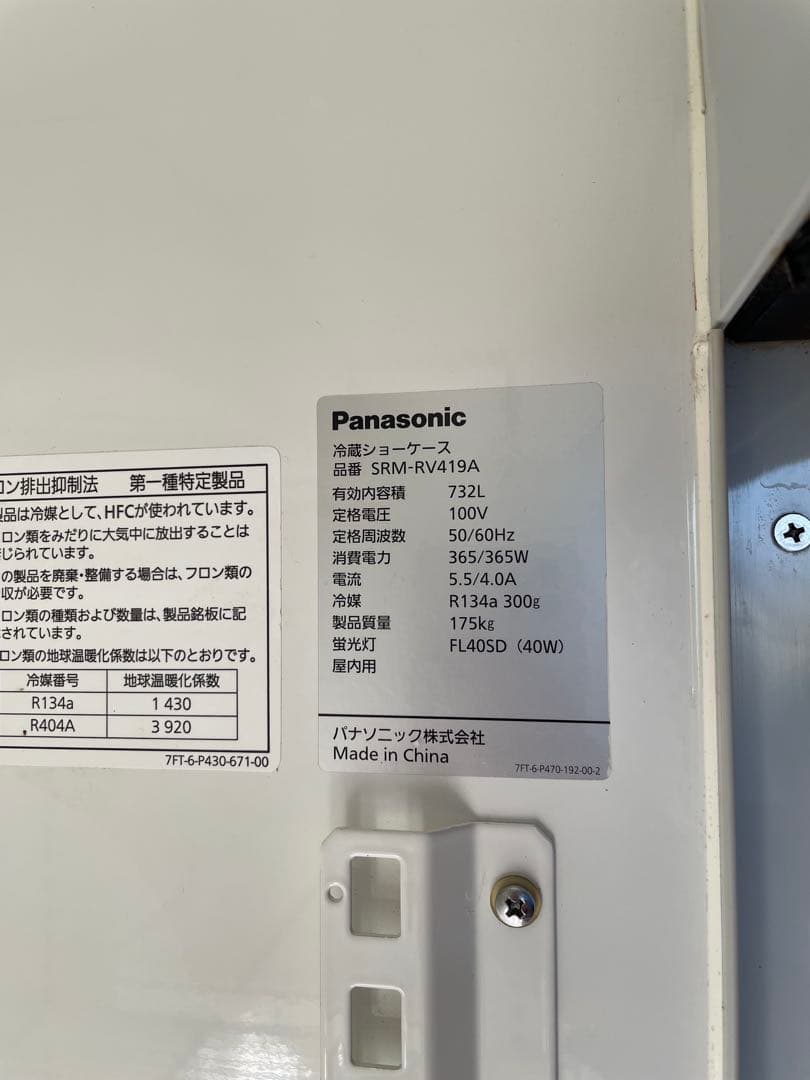 ン排出抑制法 第一種特定製品
品は冷媒として、HFCが使われています。
ロン類をみだりに大気中に放出することは
じられています。
の製品を廃棄・整備する場合は、フロン類の
収が必要です。
ロン類の種類および数量は、製品銘板に記
されています。
ロン類の地球温暖化係数は以下のとおりです。
冷媒番号 地球温暖化係数
R134a 1 430
R404A 3 920
7FT-6-P430-671-00
Panasonic
冷蔵ショーケース
品番 SRM-RV419A
有効内容積 732L
定格電圧 100V
定格周波数 50/60Hz
消費電力 365/365W
電流 5.5/4.0A
冷媒 R134a 300g
製品質量 175kg
蛍光灯 FL40SD（40W）
屋内用
パナソニック株式会社
Made in China
7FT-6-P470-192-00-2